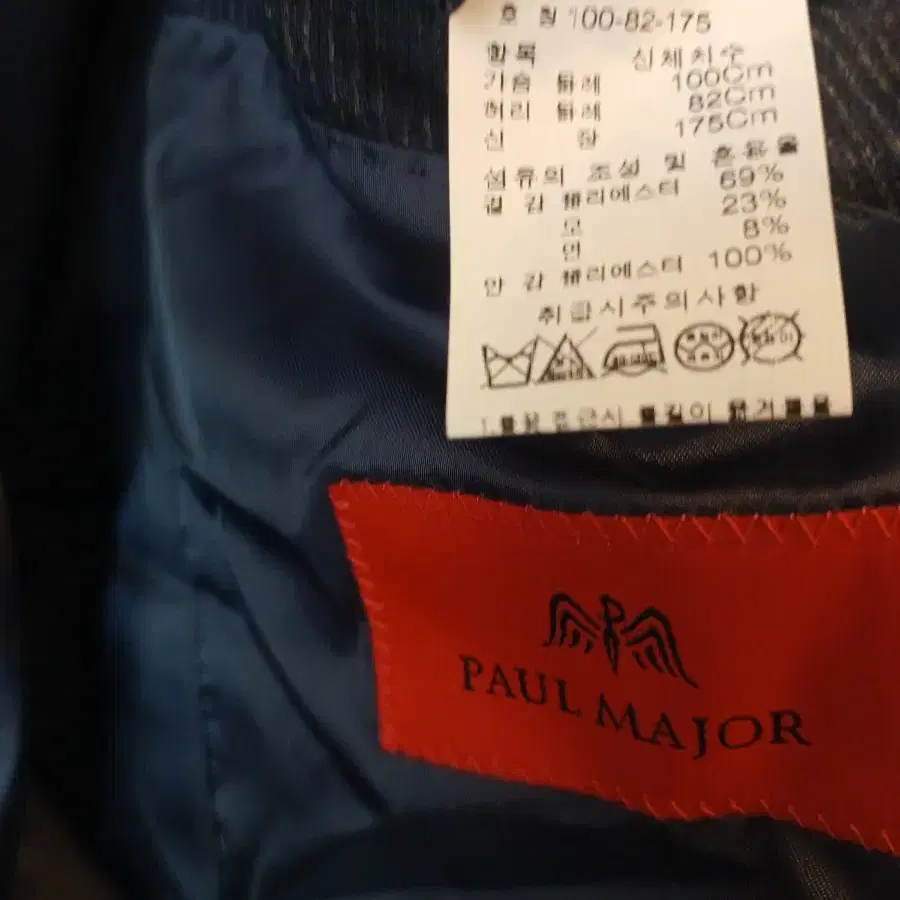 호 칭 100-82-175
항목 신체치수
가슴 둘레 100Cm
허리 둘레 82Cm
신 장 175Cm
섬유의 조성 및 혼용율
겉 감 폴리에스터 69%
모 23%
면 8%
안 감 폴리에스터 100%
취급시주의사항
PAUL MAJOR